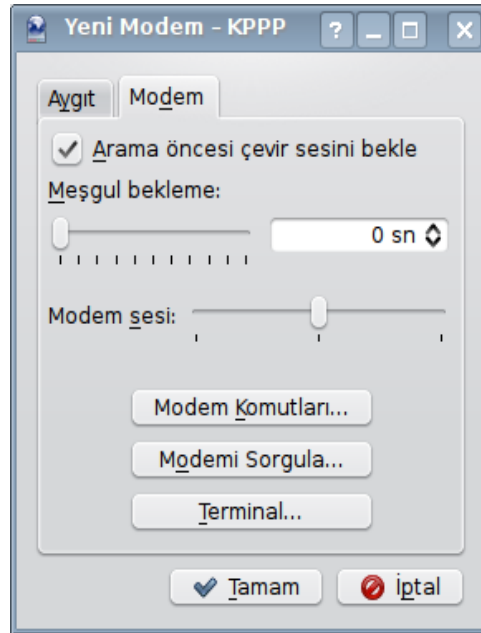 Yeni Modem - KPPP
Aygıt Modem
Arama öncesi çevir sesini bekle
Meşgul bekleme:
0 sn
Modem sesi:
Modem Komutları...
Modemi Sorgula...
Terminal...
Tamam İptal